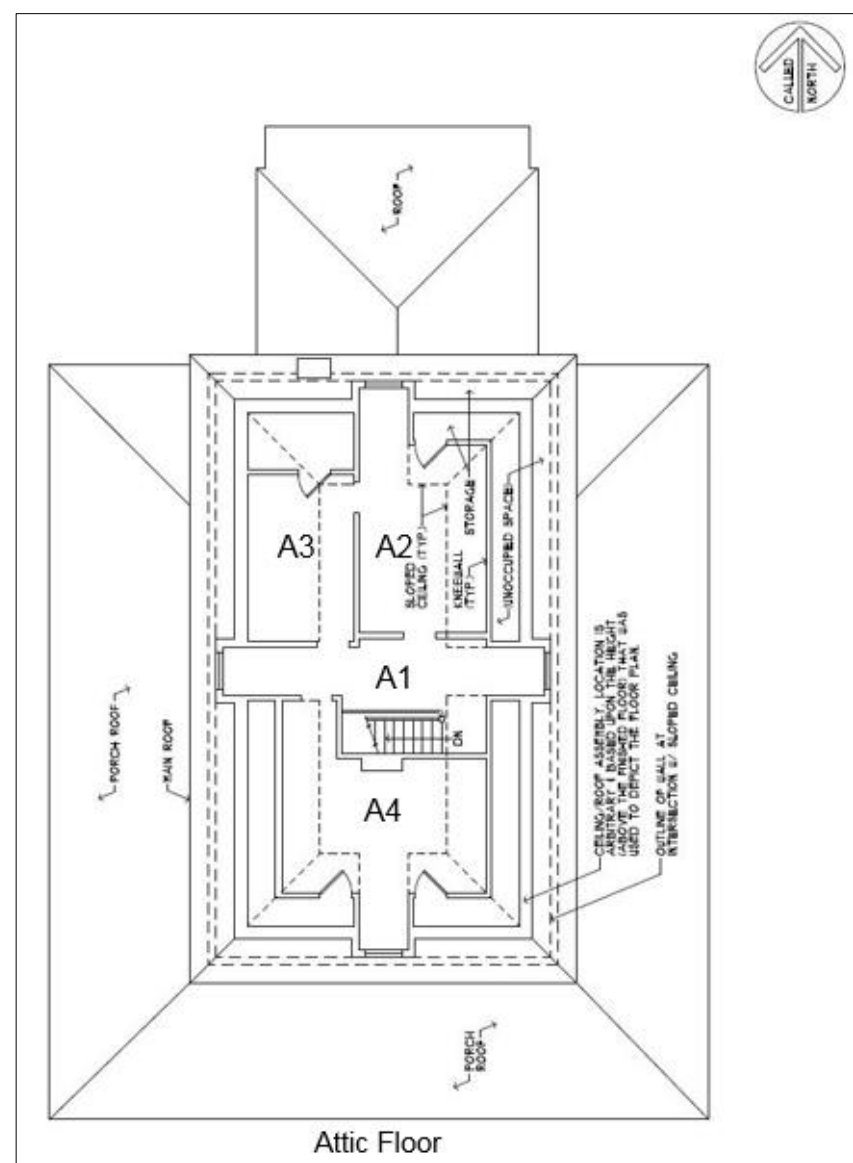 CALLED
NORTH
ROOF
A3
A2
SLOPED
CEILING (TYP.)
STORAGE
KNEEWALL
(TYP.)
(UNOCCUPIED SPACE)
A1
DN
A4
PORCH ROOF
MAIN ROOF
CEILING/ROOF ASSEMBLY. LOCATION IS
ARBITRARY & BASED UPON THE HEIGHT
(ABOVE THE FINISHED FLOOR) THAT WAS
USED TO DEPICT THE FLOOR PLAN.
OUTLINE OF WALL AT
INTERSECTION W/ SLOPED CEILING
PORCH
ROOF
Attic Floor